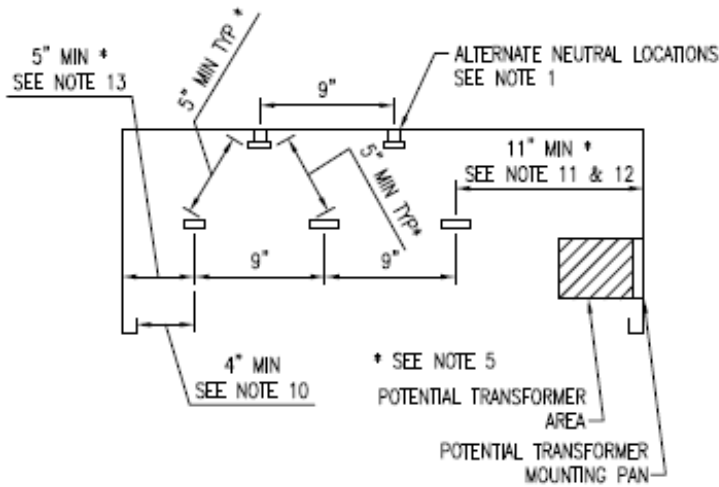 5" MIN *
SEE NOTE 13
5" MIN TYP *
9"
ALTERNATE NEUTRAL LOCATIONS
SEE NOTE 1
5" MIN TYP*
11" MIN *
SEE NOTE 11 & 12
9"
9"
4" MIN
SEE NOTE 10
* SEE NOTE 5
POTENTIAL TRANSFORMER
AREA
POTENTIAL TRANSFORMER
MOUNTING PAN